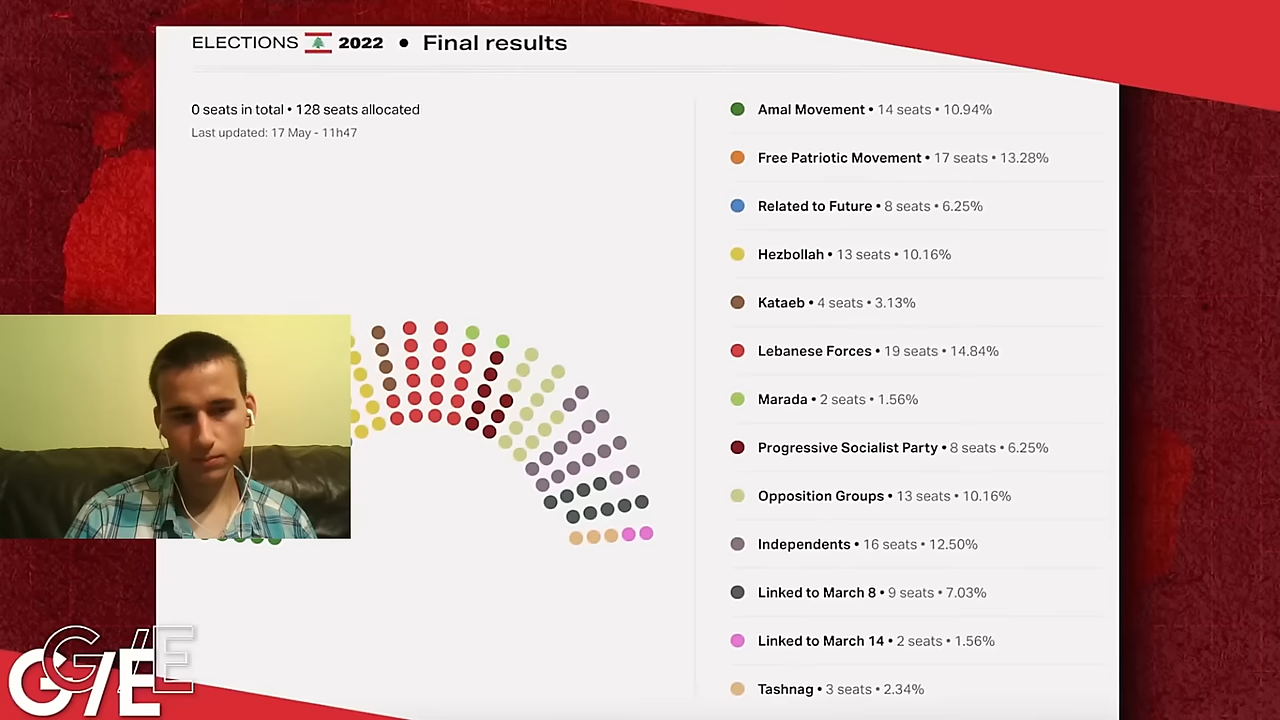 ELECTIONS 2022 • Final results
0 seats in total • 128 seats allocated
Last updated: 17 May - 11h47
Amal Movement • 14 seats • 10.94%
Free Patriotic Movement • 17 seats • 13.28%
Related to Future • 8 seats • 6.25%
Hezbollah • 13 seats • 10.16%
Kataeb • 4 seats • 3.13%
Lebanese Forces • 19 seats • 14.84%
Marada • 2 seats • 1.56%
Progressive Socialist Party • 8 seats • 6.25%
Opposition Groups • 13 seats • 10.16%
Independents • 16 seats • 12.50%
Linked to March 8 • 9 seats • 7.03%
Linked to March 14 • 2 seats • 1.56%
Tashnag • 3 seats • 2.34%
G/E
G/E